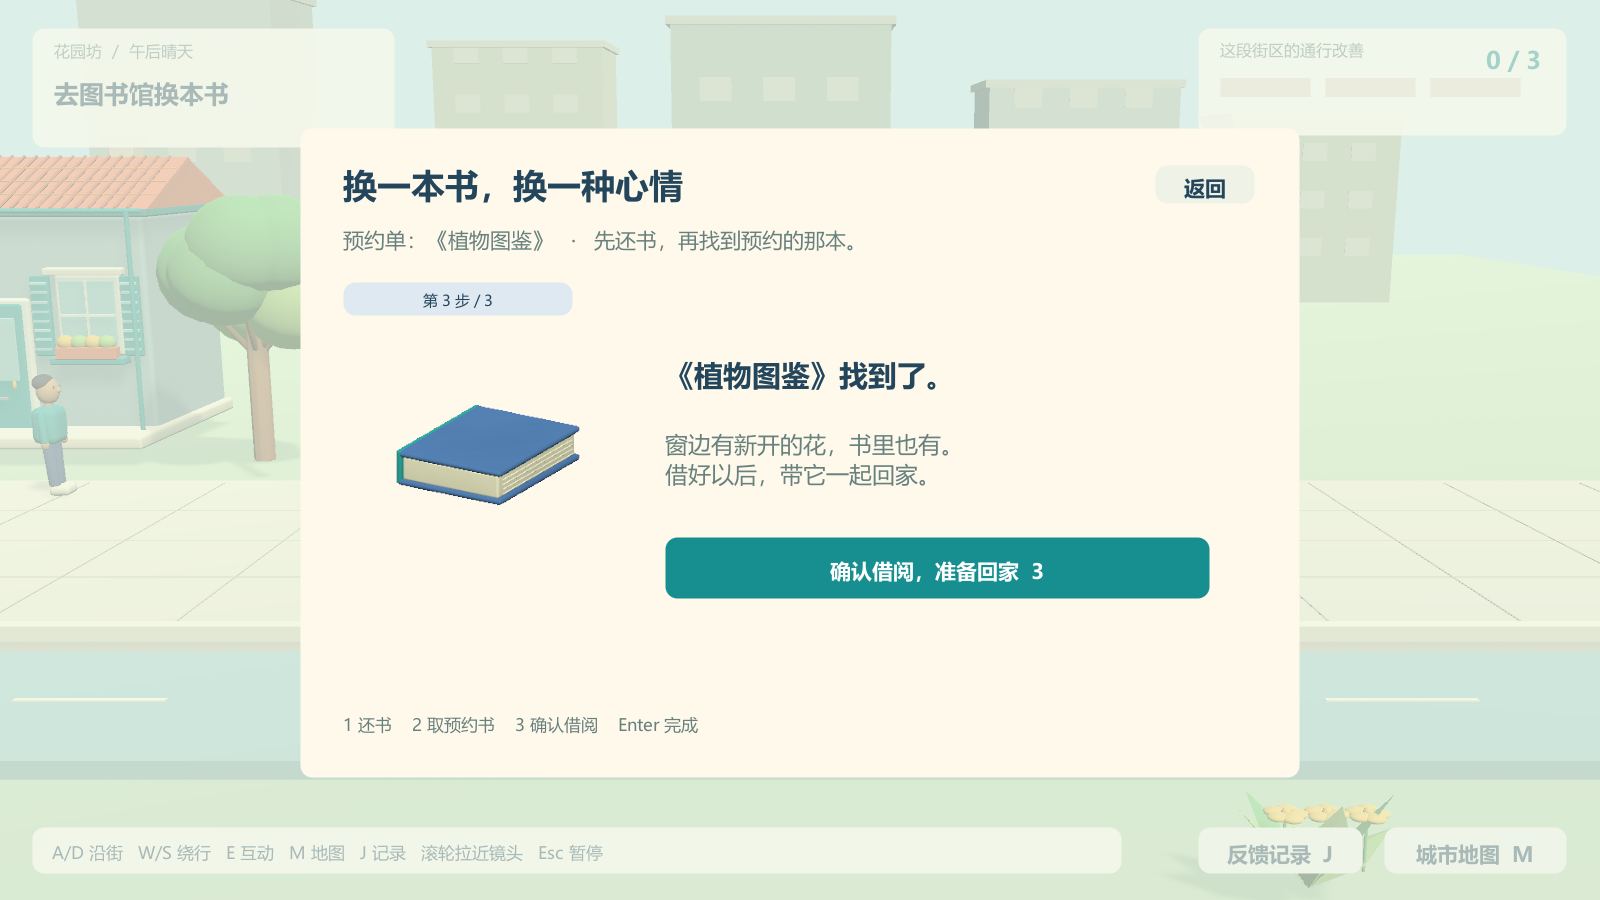 花园坊 / 午后晴天
去图书馆换本书
这段街区的通行改善
0 / 3
换一本书，换一种心情
返回
预约单：《植物图鉴》 · 先还书，再找到预约的那本。
第 3 步 / 3
《植物图鉴》找到了。
窗边有新开的花，书里也有。
借好以后，带它一起回家。
确认借阅，准备回家 3
1 还书 2 取预约书 3 确认借阅 Enter 完成
A/D 沿街 W/S 绕行 E 互动 M 地图 J 记录 滚轮拉近镜头 Esc 暂停
反馈记录 J
城市地图 M